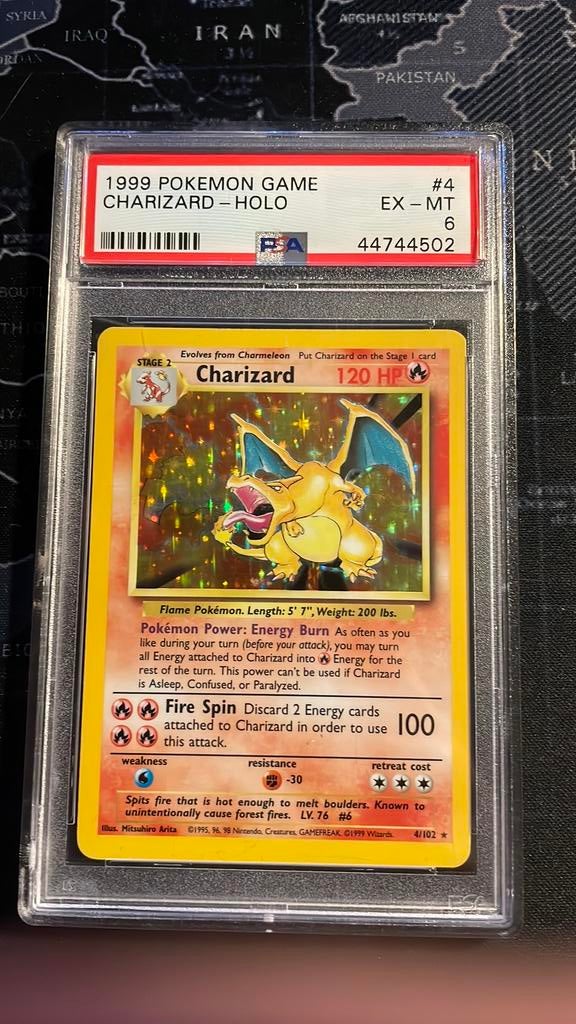 SYRIA
IRAQ
IRAN
AFGHANISTAN
PAKISTAN
1999 POKEMON GAME #4
CHARIZARD – HOLO EX – MT
6
PSA 44744502
Evolves from Charmeleon Put Charizard on the Stage 1 card
STAGE 2
Charizard 120 HP
Flame Pokémon. Length: 5' 7", Weight: 200 lbs.
Pokémon Power: Energy Burn As often as you
like during your turn (before your attack), you may turn
all Energy attached to Charizard into Energy for the
rest of the turn. This power can't be used if Charizard
is Asleep, Confused, or Paralyzed.
Fire Spin Discard 2 Energy cards
attached to Charizard in order to use 100
this attack.
weakness resistance retreat cost
-30
Spits fire that is hot enough to melt boulders. Known to
unintentionally cause forest fires. LV. 76 #6
Illus. Mitsuhiro Arita ©1995, 96, 98 Nintendo, Creatures, GAMEFREAK. ©1999 Wizards. 4/102 ★